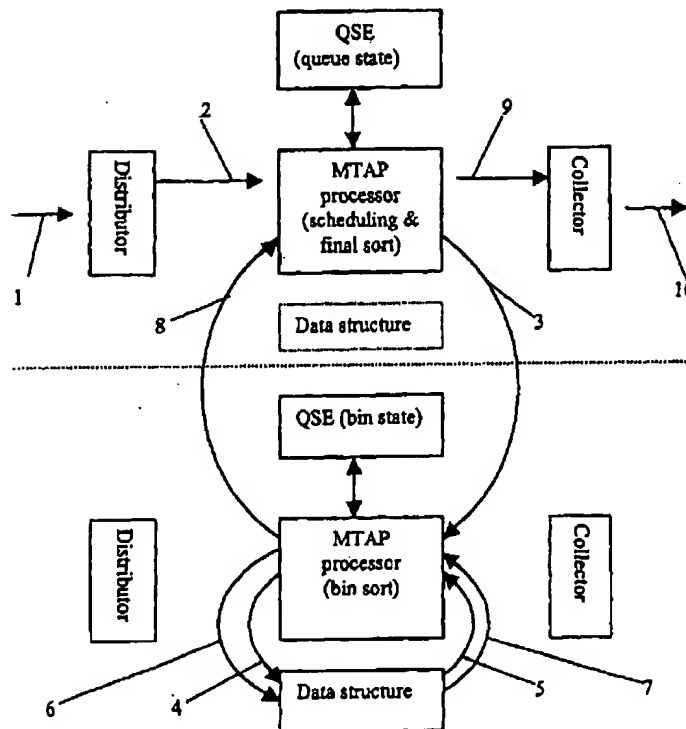 QSE
(queue state)
2
9
Distributor
MTAP
processor
(scheduling &
final sort)
Collector
1
8
3
10
Data structure
QSE (bin state)
Distributor
MTAP
processor
(bin sort)
Collector
6
4
Data structure
5
7